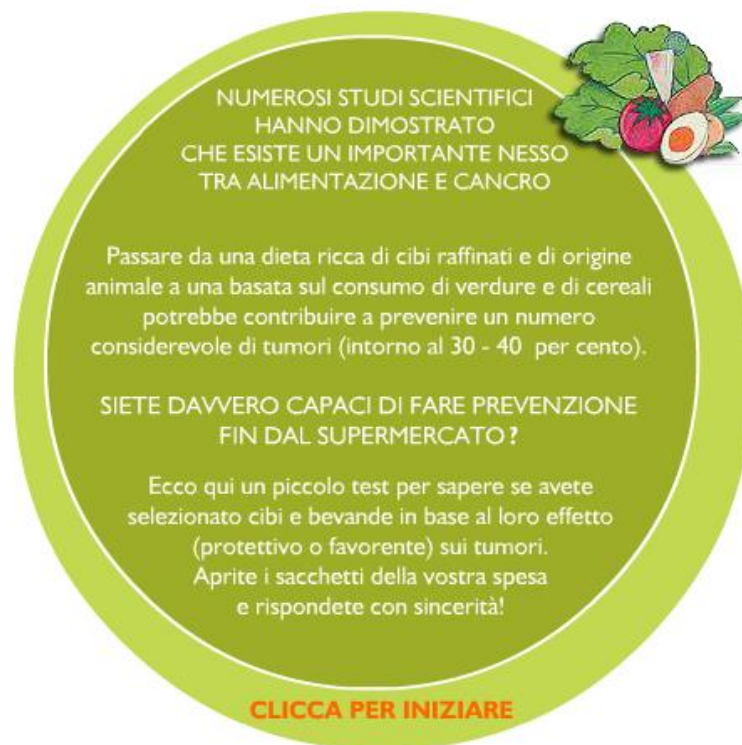 NUMEROSI STUDI SCIENTIFICI
HANNO DIMOSTRATO
CHE ESISTE UN IMPORTANTE NESSO
TRA ALIMENTAZIONE E CANCRO
Passare da una dieta ricca di cibi raffinati e di origine
animale a una basata sul consumo di verdure e di cereali
potrebbe contribuire a prevenire un numero
considerevole di tumori (intorno al 30 - 40 per cento).
SIETE DAVVERO CAPACI DI FARE PREVENZIONE
FIN DAL SUPERMERCATO?
Ecco qui un piccolo test per sapere se avete
selezionato cibi e bevande in base al loro effetto
(protettivo o favorente) sui tumori.
Aprite i sacchetti della vostra spesa
e rispondete con sincerità!
CLICCA PER INIZIARE